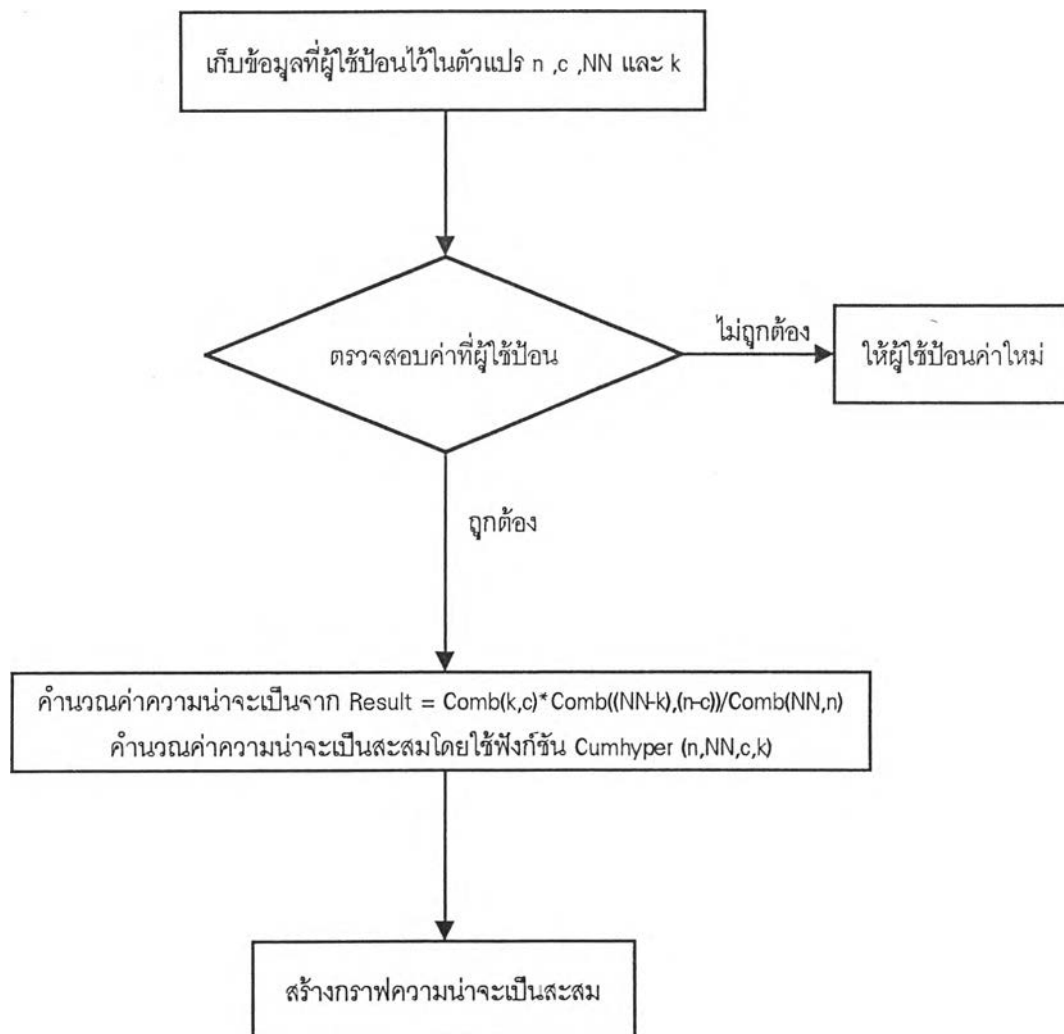 เก็บข้อมูลที่ผู้ใช้ป้อนไว้ในตัวแปร n ,c ,NN และ k
ตรวจสอบค่าที่ผู้ใช้ป้อน
ไม่ถูกต้อง
ให้ผู้ใช้ป้อนค่าใหม่
ถูกต้อง
คำนวณค่าความน่าจะเป็นจาก Result = Comb(k,c)*Comb((NN-k),(n-c))/Comb(NN,n)
คำนวณค่าความน่าจะเป็นสะสมโดยใช้ฟังก์ชัน Cumhyper (n,NN,c,k)
สร้างกราฟความน่าจะเป็นสะสม